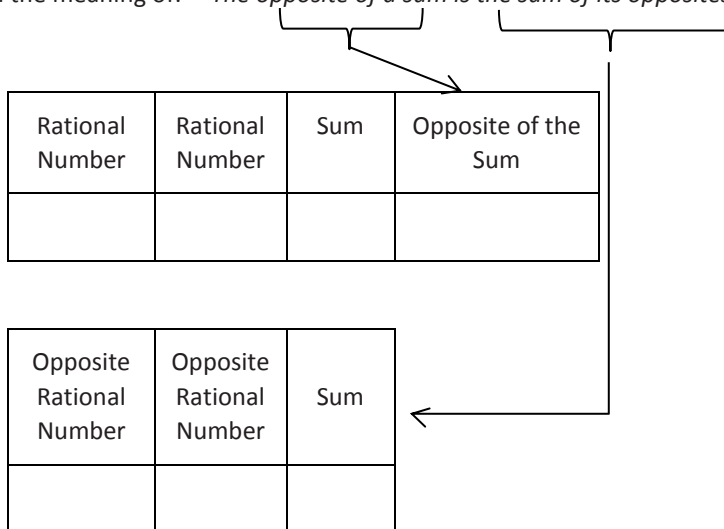 the meaning of: The opposite of a sum is the sum of its opposites
Rational Number
Rational Number
Sum
Opposite of the Sum
Opposite Rational Number
Opposite Rational Number
Sum